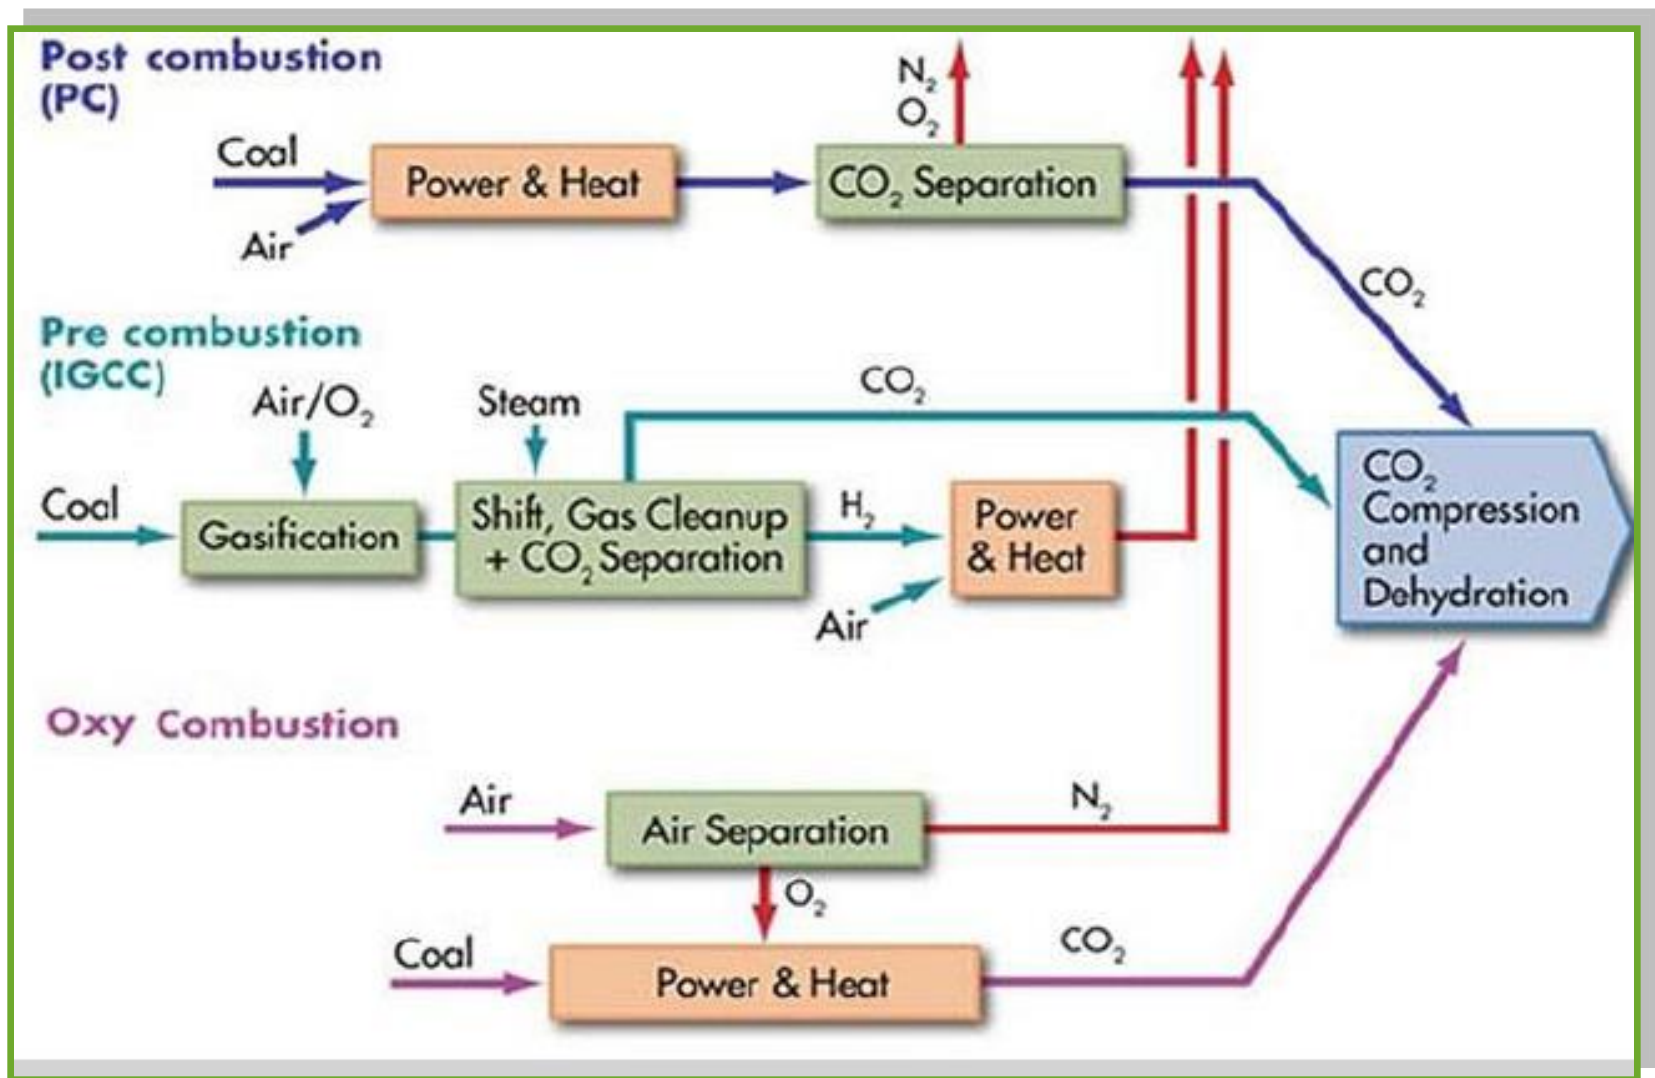 Post combustion
(PC)
N₂
O₂
Coal
Power & Heat
CO₂ Separation
Air
CO₂
Pre combustion
(IGCC)
Air/O₂
Steam
CO₂
Coal
Gasification
Shift, Gas Cleanup
+ CO₂ Separation
H₂
Power
& Heat
Air
CO₂
Compression
and
Dehydration
Oxy Combustion
Air
Air Separation
N₂
O₂
Coal
Power & Heat
CO₂